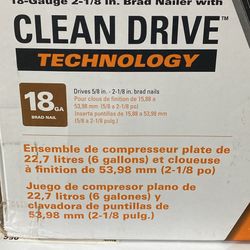 18-Gauge 2-1/8 in. Brad Nailer with
CLEAN DRIVE™
TECHNOLOGY
18GA
BRAD NAIL
Drives 5/8 in. - 2-1/8 in. brad nails
Pour clous de finition de 15,88 à
53,98 mm (5/8 a 2-1/8 po)
Inserta puntillas de 15,88 a 53,98 mm
(5/8 a 2-1/8 pulg.)
Ensemble de compresseur plate de
22,7 litres (6 gallons) et cloueuse
à finition de 53,98 mm (2-1/8 po)
Juego de compresor plano de
22,7 litros (6 galones) y
clavadora de puntillas de
53,98 mm (2-1/8 pulg.)